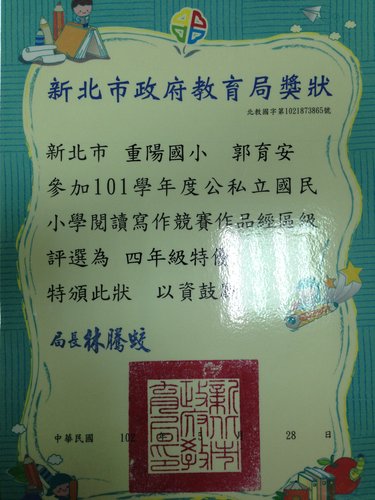 新北市政府教育局獎狀
北教國字第1021873865號
新北市 重陽國小 郭育安
參加101學年度公私立國民
小學閱讀寫作競賽作品經區級
評選為 四年級特優
特頒此狀 以資鼓
局長 林騰蛟
中華民國 102 月 28 日